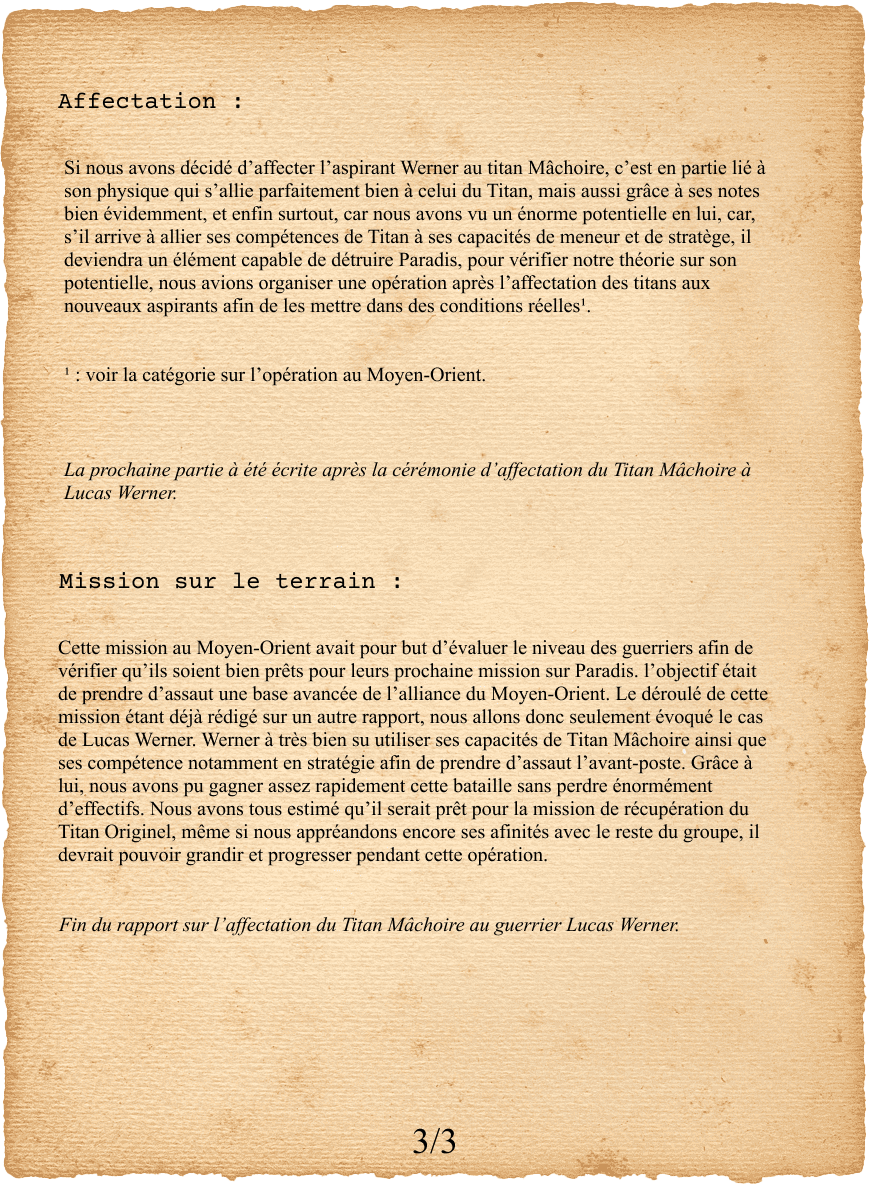 Affectation :
Si nous avons décidé d’affecter l’aspirant Werner au titan Mâchoire, c’est en partie lié à
son physique qui s’allie parfaitement bien à celui du Titan, mais aussi grâce à ses notes
bien évidemment, et enfin surtout, car nous avons vu un énorme potentielle en lui, car,
s’il arrive à allier ses compétences de Titan à ses capacités de meneur et de stratège, il
deviendra un élément capable de détruire Paradis, pour vérifier notre théorie sur son
potentielle, nous avions organiser une opération après l’affectation des titans aux
nouveaux aspirants afin de les mettre dans des conditions réelles¹.
¹ : voir la catégorie sur l’opération au Moyen-Orient.
La prochaine partie à été écrite après la cérémonie d’affectation du Titan Mâchoire à
Lucas Werner.
Mission sur le terrain :
Cette mission au Moyen-Orient avait pour but d’évaluer le niveau des guerriers afin de
vérifier qu’ils soient bien prêts pour leurs prochaine mission sur Paradis. l’objectif était
de prendre d’assaut une base avancée de l’alliance du Moyen-Orient. Le déroulé de cette
mission étant déjà rédigé sur un autre rapport, nous allons donc seulement évoqué le cas
de Lucas Werner. Werner à très bien su utiliser ses capacités de Titan Mâchoire ainsi que
ses compétence notamment en stratégie afin de prendre d’assaut l’avant-poste. Grâce à
lui, nous avons pu gagner assez rapidement cette bataille sans perdre énormément
d’effectifs. Nous avons tous estimé qu’il serait prêt pour la mission de récupération du
Titan Originel, même si nous appréandons encore ses afinités avec le reste du groupe, il
devrait pouvoir grandir et progresser pendant cette opération.
Fin du rapport sur l’affectation du Titan Mâchoire au guerrier Lucas Werner.
3/3